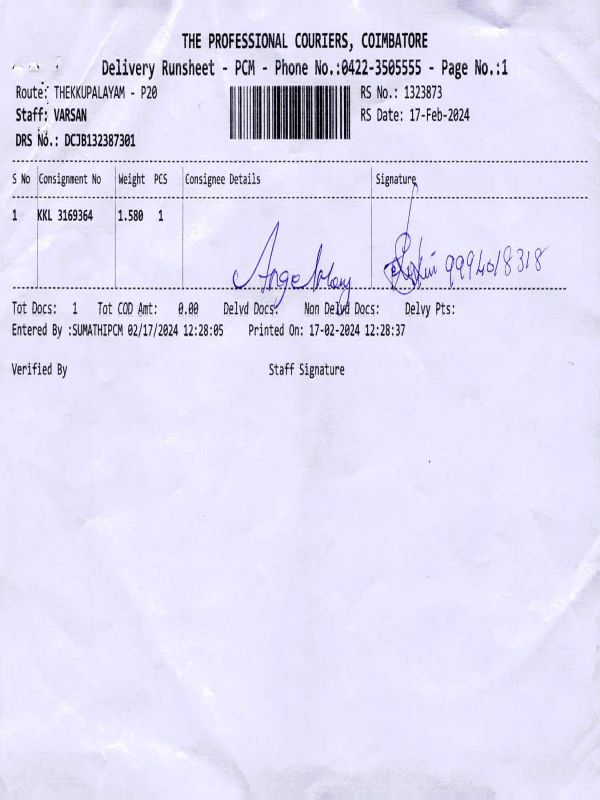 THE PROFESSIONAL COURIERS, COIMBATORE
Delivery Runsheet - PCM - Phone No.:0422-3505555 - Page No.:1
Route: THEKKUPALAYAM - P20
RS No.: 1323873
Staff: VARSAN
RS Date: 17-Feb-2024
DRS No.: DCJB132387301
S No Consignment No Weight PCS Consignee Details Signature
1 KKL 3169364 1.580 1
9994018318
Tot Docs: 1 Tot COD Amt: 0.00 Delvd Docs: Non Delvd Docs: Delvy Pts:
Entered By :SUMATHIPCM 02/17/2024 12:28:05 Printed On: 17-02-2024 12:28:37
Verified By Staff Signature